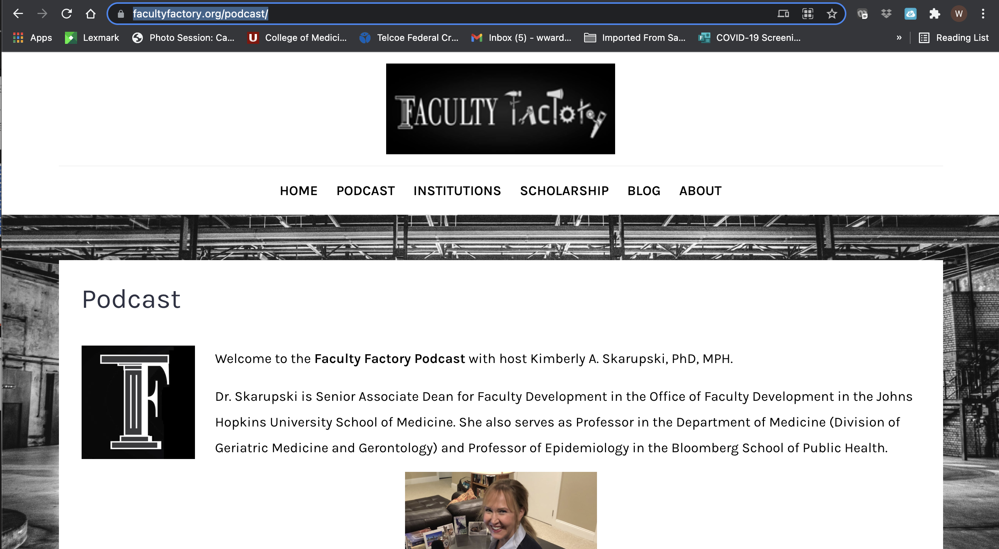 facultyfactory.org/podcast/
W
Apps Lexmark Photo Session: Ca... College of Medici... Telcoe Federal Cr... Inbox (5) - wward... Imported From Sa... COVID-19 Screeni... » Reading List
FACULTY Factory
HOME PODCAST INSTITUTIONS SCHOLARSHIP BLOG ABOUT
Podcast
F
Welcome to the Faculty Factory Podcast with host Kimberly A. Skarupski, PhD, MPH.
Dr. Skarupski is Senior Associate Dean for Faculty Development in the Office of Faculty Development in the Johns
Hopkins University School of Medicine. She also serves as Professor in the Department of Medicine (Division of
Geriatric Medicine and Gerontology) and Professor of Epidemiology in the Bloomberg School of Public Health.